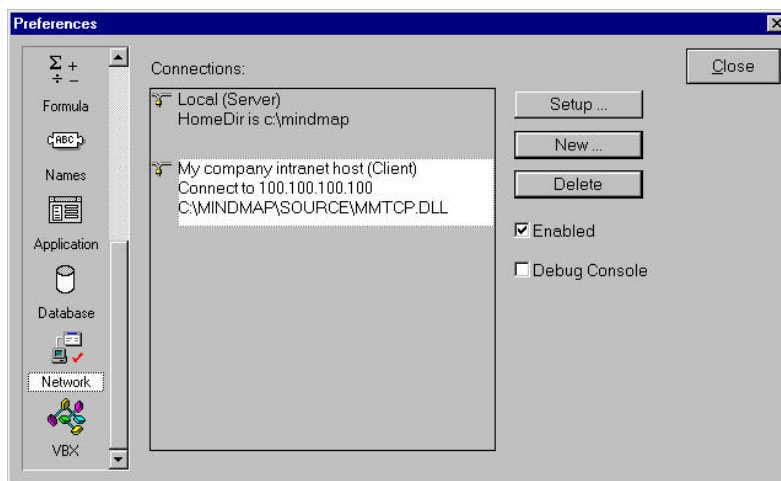 Preferences
Σ +
÷ −
Formula
ABC
Names
Application
Database
Network
VBX
Connections:
Local (Server)
HomeDir is c:\mindmap
My company intranet host (Client)
Connect to 100.100.100.100
C:\MINDMAP\SOURCE\MMTCP.DLL
Setup ...
New ...
Delete
Enabled
Debug Console
Close